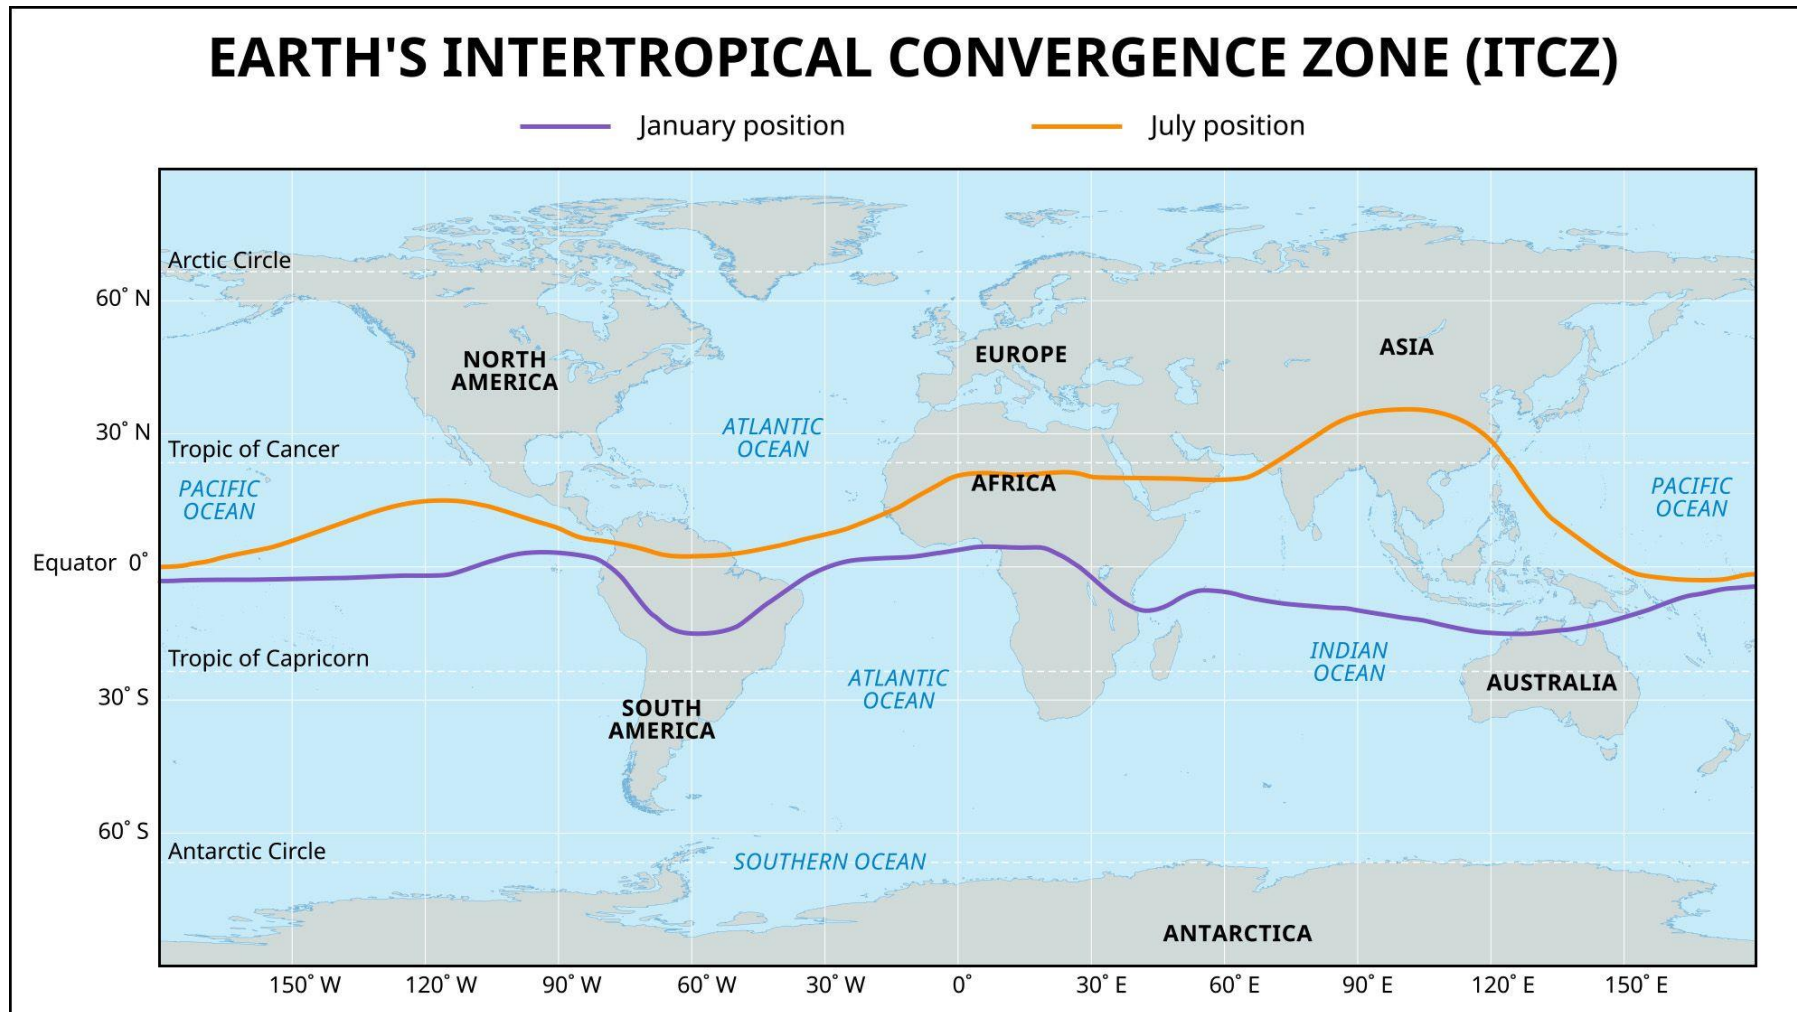 EARTH'S INTERTROPICAL CONVERGENCE ZONE (ITCZ)
January position
July position
Arctic Circle
60° N
NORTH
AMERICA
EUROPE
ASIA
ATLANTIC
OCEAN
30° N
Tropic of Cancer
PACIFIC
OCEAN
AFRICA
PACIFIC
OCEAN
Equator 0°
Tropic of Capricorn
INDIAN
OCEAN
ATLANTIC
OCEAN
AUSTRALIA
30° S
SOUTH
AMERICA
60° S
Antarctic Circle
SOUTHERN OCEAN
ANTARCTICA
150° W 120° W 90° W 60° W 30° W 0° 30° E 60° E 90° E 120° E 150° E